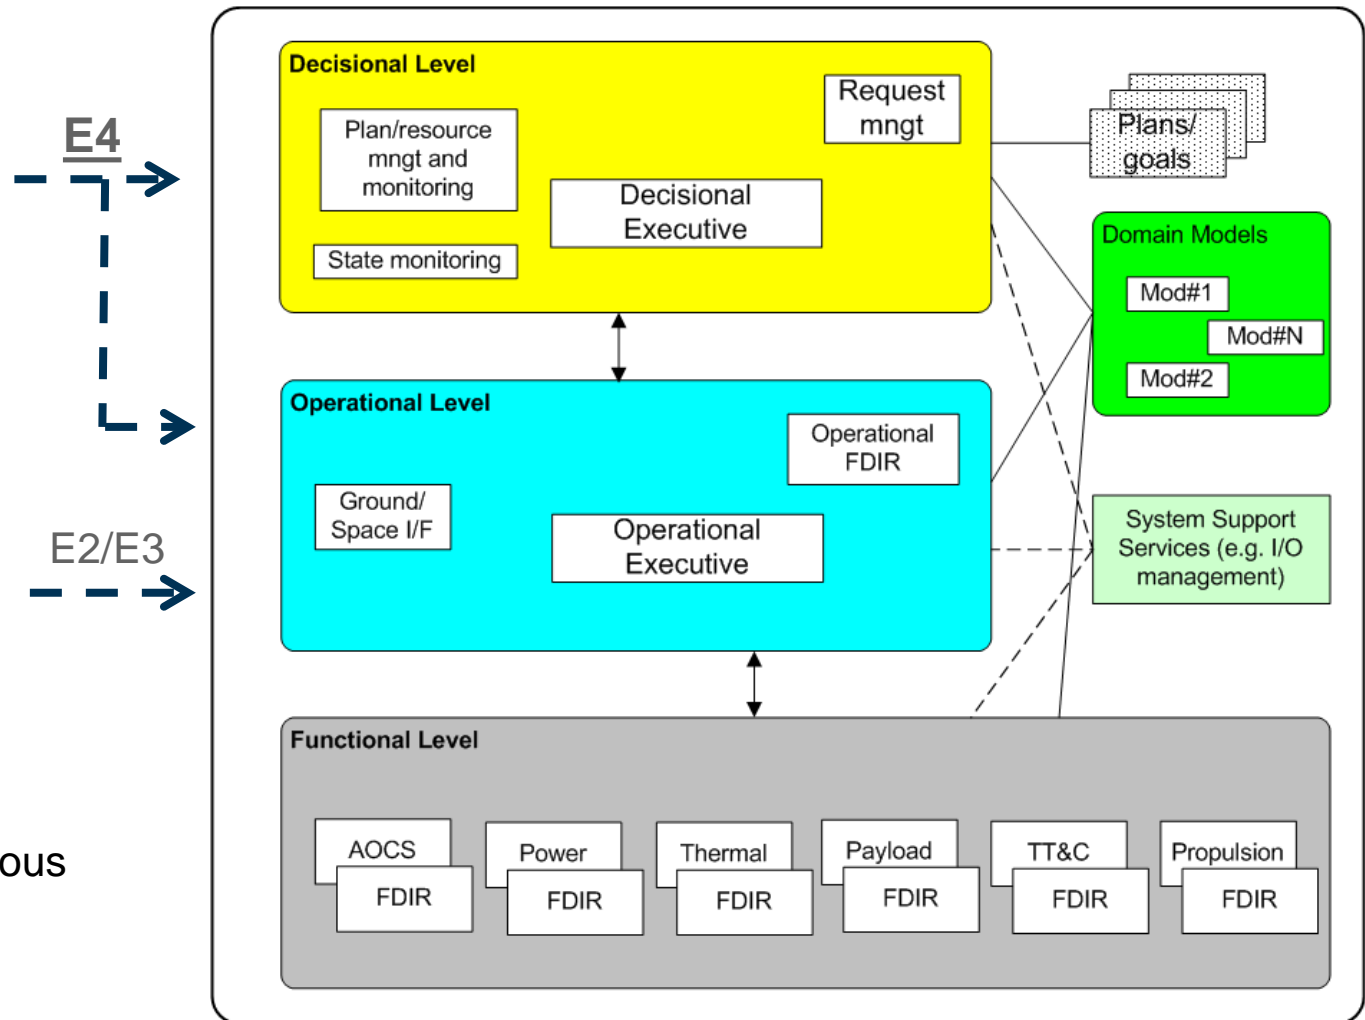 E4
E2/E3
ous
Decisional Level
Request
mngt
Plan/resource
mngt and
monitoring
Decisional
Executive
State monitoring
Plans/
goals
Domain Models
Mod#1
Mod#N
Mod#2
Operational Level
Operational
FDIR
Ground/
Space I/F
Operational
Executive
System Support
Services (e.g. I/O
management)
Functional Level
AOCS
FDIR
Power
FDIR
Thermal
FDIR
Payload
FDIR
TT&C
FDIR
Propulsion
FDIR